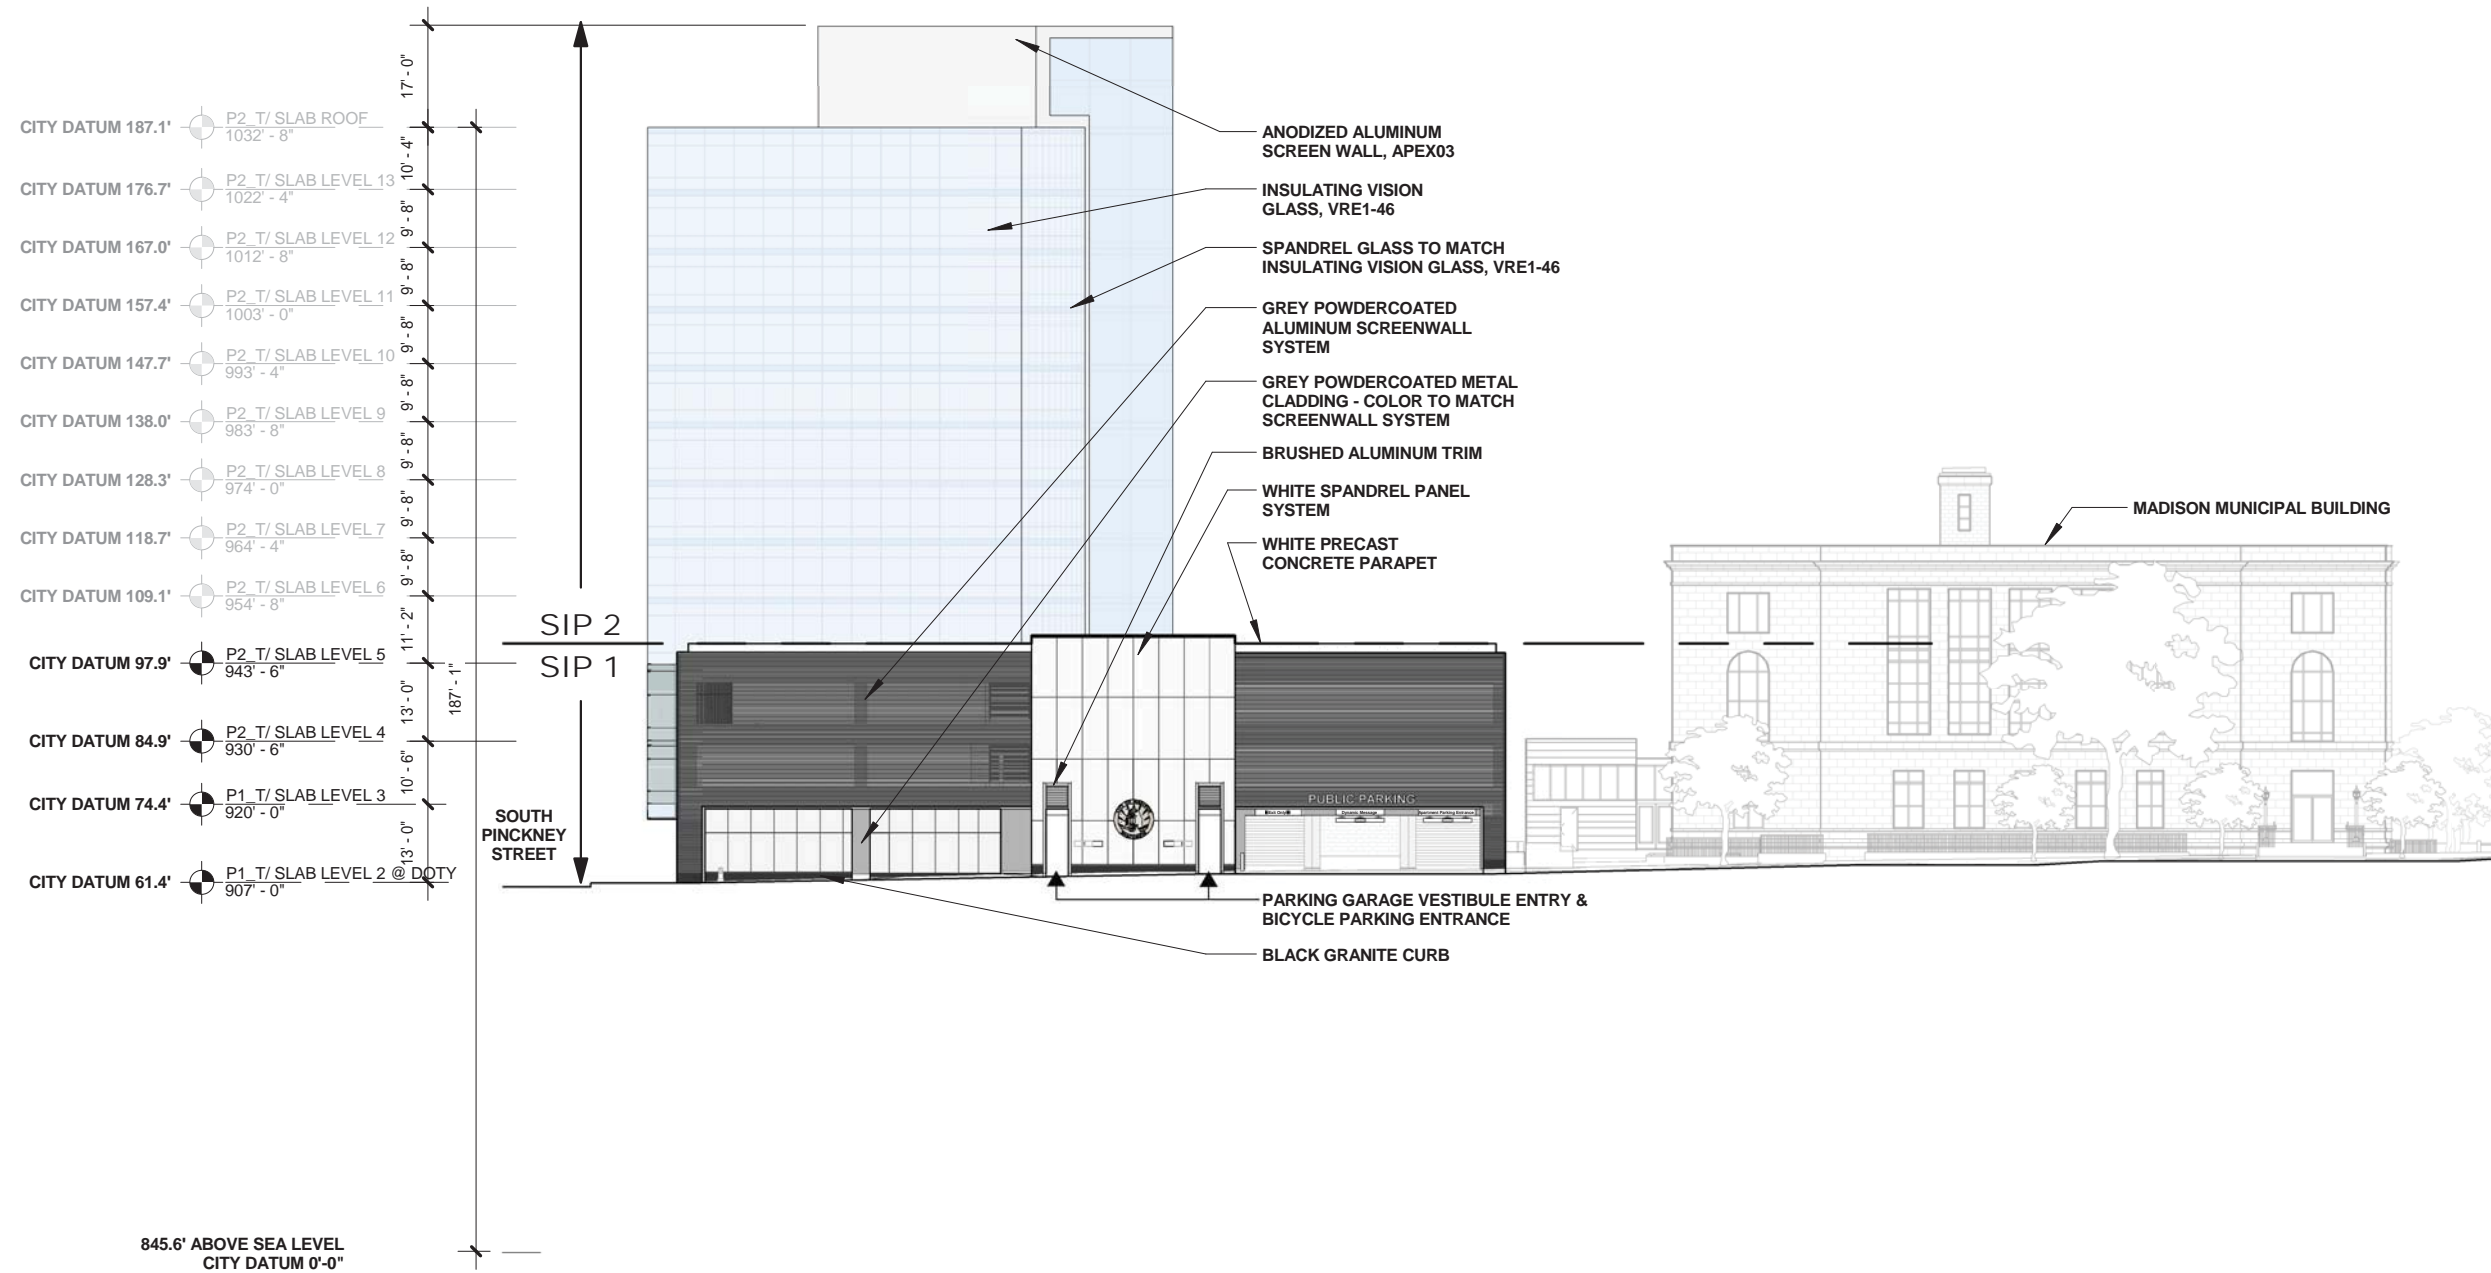 17' - 0"
CITY DATUM 187.1'
P2_T/ SLAB ROOF
1032' - 8"
10' - 4"
CITY DATUM 176.7'
P2_T/ SLAB LEVEL 13
1022' - 4"
9' - 8"
CITY DATUM 167.0'
P2_T/ SLAB LEVEL 12
1012' - 8"
9' - 8"
CITY DATUM 157.4'
P2_T/ SLAB LEVEL 11
1003' - 0"
9' - 8"
CITY DATUM 147.7'
P2_T/ SLAB LEVEL 10
993' - 4"
9' - 8"
CITY DATUM 138.0'
P2_T/ SLAB LEVEL 9
983' - 8"
9' - 8"
CITY DATUM 128.3'
P2_T/ SLAB LEVEL 8
974' - 0"
9' - 8"
CITY DATUM 118.7'
P2_T/ SLAB LEVEL 7
964' - 4"
9' - 8"
CITY DATUM 109.1'
P2_T/ SLAB LEVEL 6
954' - 8"
11' - 2"
CITY DATUM 97.9'
P2_T/ SLAB LEVEL 5
943' - 6"
13' - 0"
187' - 1"
CITY DATUM 84.9'
P2_T/ SLAB LEVEL 4
930' - 6"
10' - 6"
CITY DATUM 74.4'
P1_T/ SLAB LEVEL 3
920' - 0"
13' - 0"
CITY DATUM 61.4'
P1_T/ SLAB LEVEL 2 @ DOTY
907' - 0"
SIP 2
SIP 1
SOUTH
PINCKNEY
STREET
ANODIZED ALUMINUM
SCREEN WALL, APEX03
INSULATING VISION
GLASS, VRE1-46
SPANDREL GLASS TO MATCH
INSULATING VISION GLASS, VRE1-46
GREY POWDERCOATED
ALUMINUM SCREENWALL
SYSTEM
GREY POWDERCOATED METAL
CLADDING - COLOR TO MATCH
SCREENWALL SYSTEM
BRUSHED ALUMINUM TRIM
WHITE SPANDREL PANEL
SYSTEM
WHITE PRECAST
CONCRETE PARAPET
MADISON MUNICIPAL BUILDING
PUBLIC PARKING
Dynamic Message
Apartment Parking Entrance
PARKING GARAGE VESTIBULE ENTRY &
BICYCLE PARKING ENTRANCE
BLACK GRANITE CURB
845.6' ABOVE SEA LEVEL
CITY DATUM 0'-0"